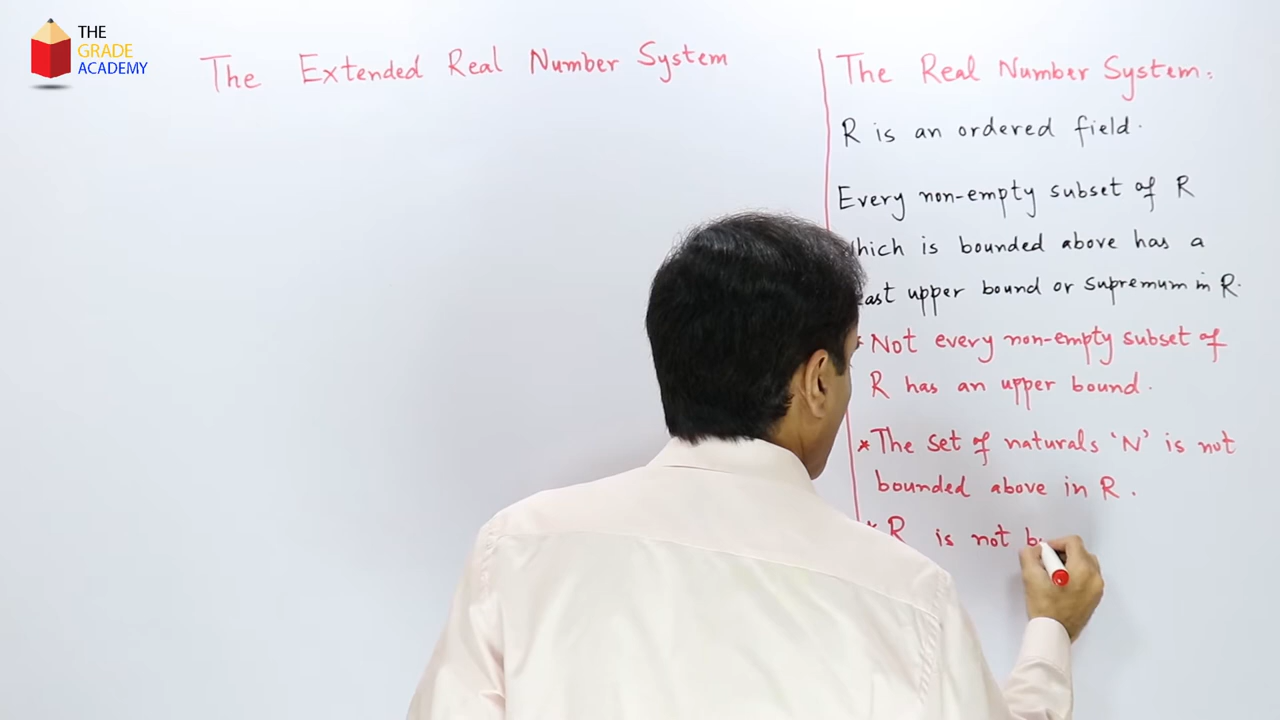 THE
GRADE
ACADEMY
The Extended Real Number System
The Real Number System:
R is an ordered field.
Every non-empty subset of R
which is bounded above has a
upper bound or supremum in R.
* Not every non-empty subset of
R has an upper bound.
* The set of naturals 'N' is not
bounded above in R.
* R is not b